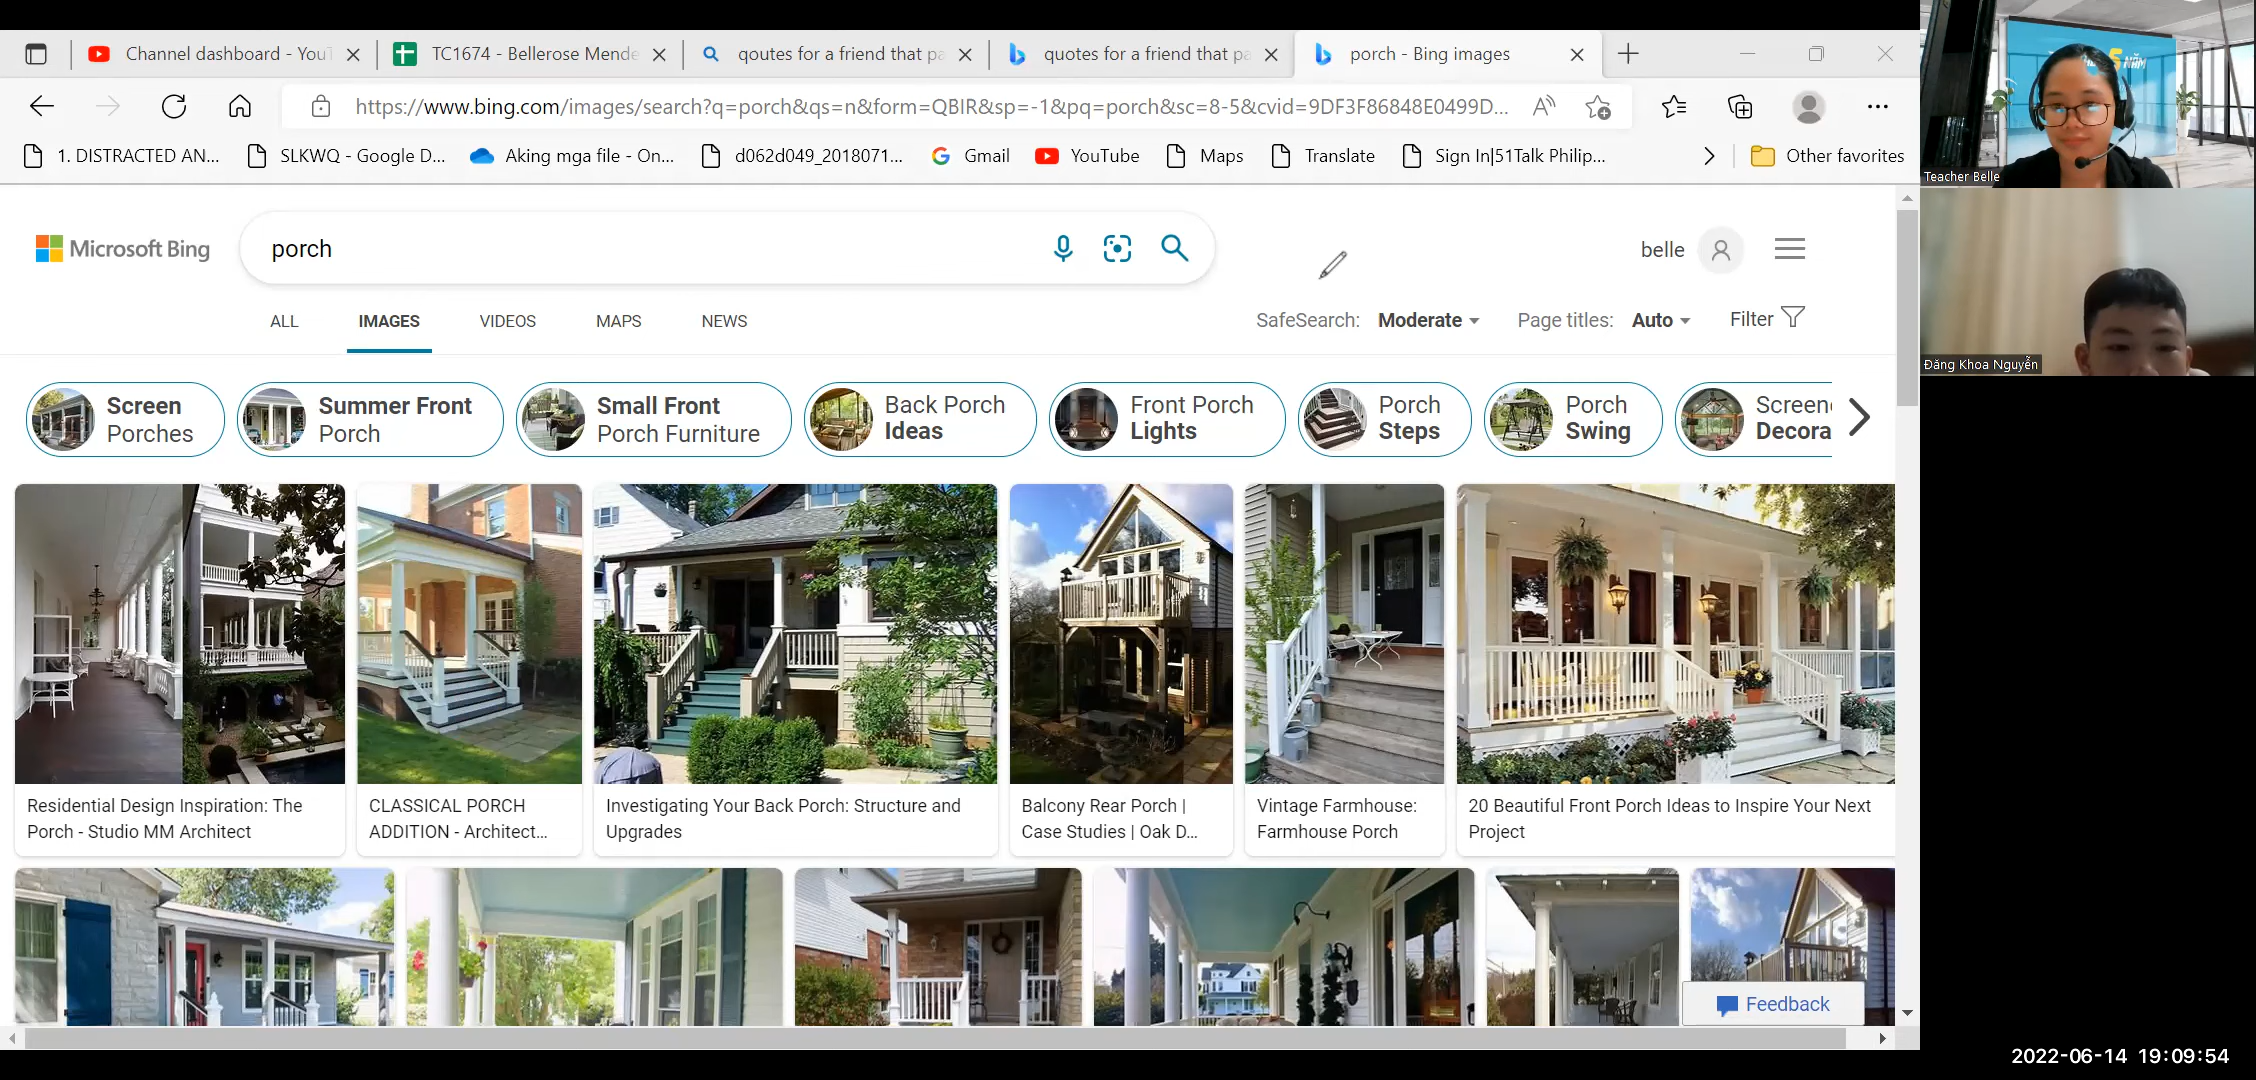 Channel dashboard - YouT
TC1674 - Bellerose Mende
qoutes for a friend that pa
quotes for a friend that pa
porch - Bing images
https://www.bing.com/images/search?q=porch&qs=n&form=QBIR&sp=-1&pq=porch&sc=8-5&cvid=9DF3F86848E0499D...
1. DISTRACTED AN...
SLKWQ - Google D...
Aking mga file - On...
d062d049_2018071...
Gmail
YouTube
Maps
Translate
Sign In|51Talk Philip...
Other favorites
Microsoft Bing
porch
belle
ALL
IMAGES
VIDEOS
MAPS
NEWS
SafeSearch: Moderate
Page titles: Auto
Filter
Screen
Porches
Summer Front
Porch
Small Front
Porch Furniture
Back Porch
Ideas
Front Porch
Lights
Porch
Steps
Porch
Swing
Screen
Decora
Residential Design Inspiration: The
Porch - Studio MM Architect
CLASSICAL PORCH
ADDITION - Architect...
Investigating Your Back Porch: Structure and
Upgrades
Balcony Rear Porch |
Case Studies | Oak D...
Vintage Farmhouse:
Farmhouse Porch
20 Beautiful Front Porch Ideas to Inspire Your Next
Project
Feedback
5 NĂM
Teacher Belle
Đăng Khoa Nguyễn
2022-06-14 19:09:54